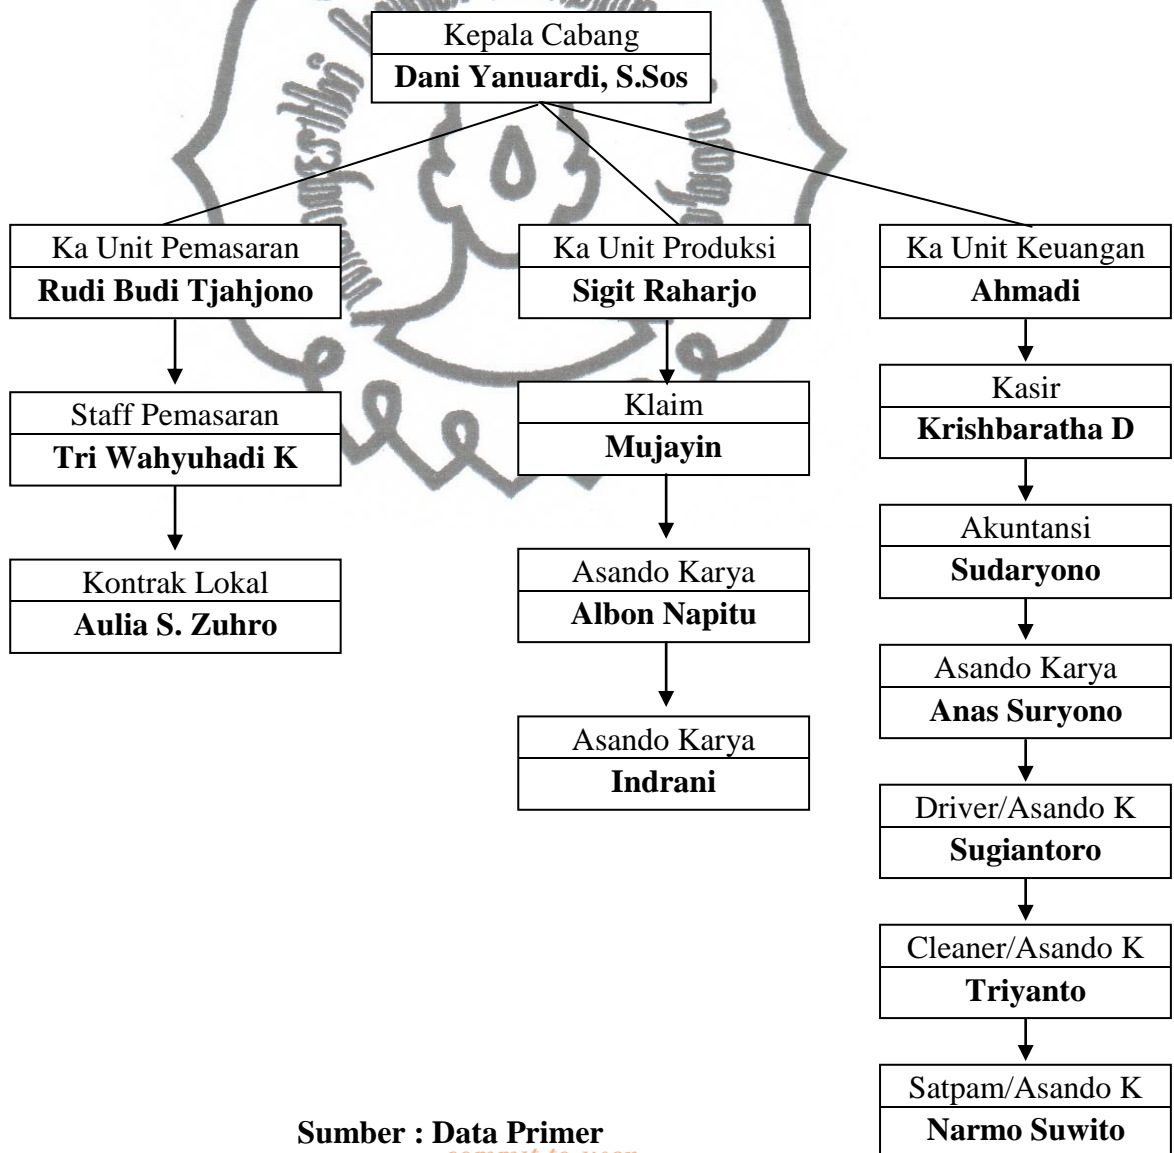 Kepala Cabang
Dani Yanuardi, S.Sos
Ka Unit Pemasaran
Rudi Budi Tjahjono
Ka Unit Produksi
Sigit Raharjo
Ka Unit Keuangan
Ahmadi
Staff Pemasaran
Tri Wahyuhadi K
Klaim
Mujayin
Kasir
Krishbaratha D
Kontrak Lokal
Aulia S. Zuhro
Asando Karya
Albon Napitu
Akuntansi
Sudaryono
Asando Karya
Indrani
Asando Karya
Anas Suryono
Driver/Asando K
Sugiantoro
Cleaner/Asando K
Triyanto
Satpam/Asando K
Narmo Suwito
Sumber : Data Primer
commit to user